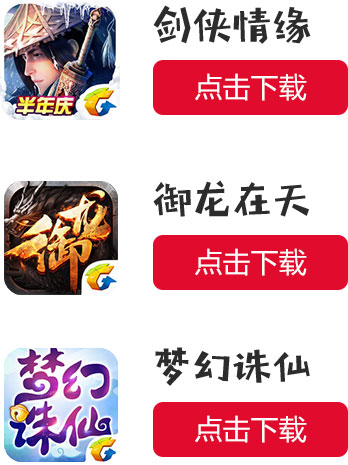 剑侠情缘
半年庆
点击下载
御龙在天
御龙
点击下载
梦幻诛仙
梦幻
诛仙
点击下载